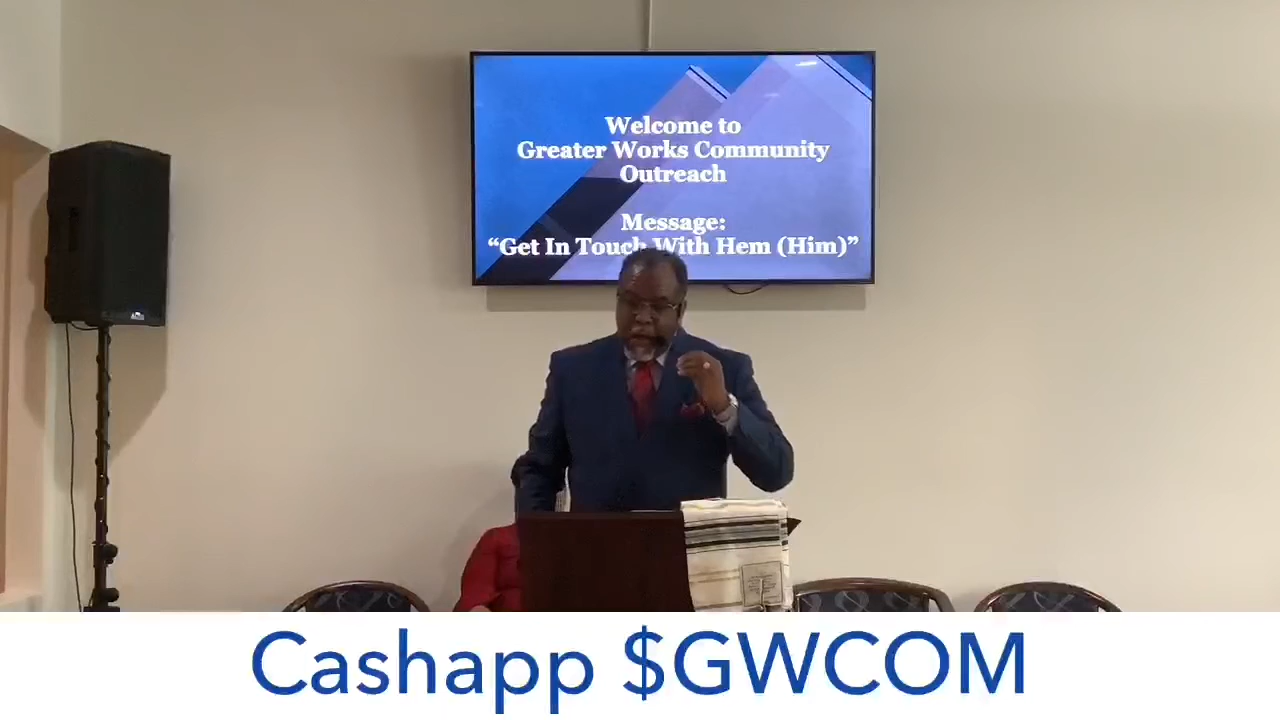 Welcome to
Greater Works Community
Outreach
Message:
“Get In Touch With Hem (Him)”
Cashapp $GWCOM